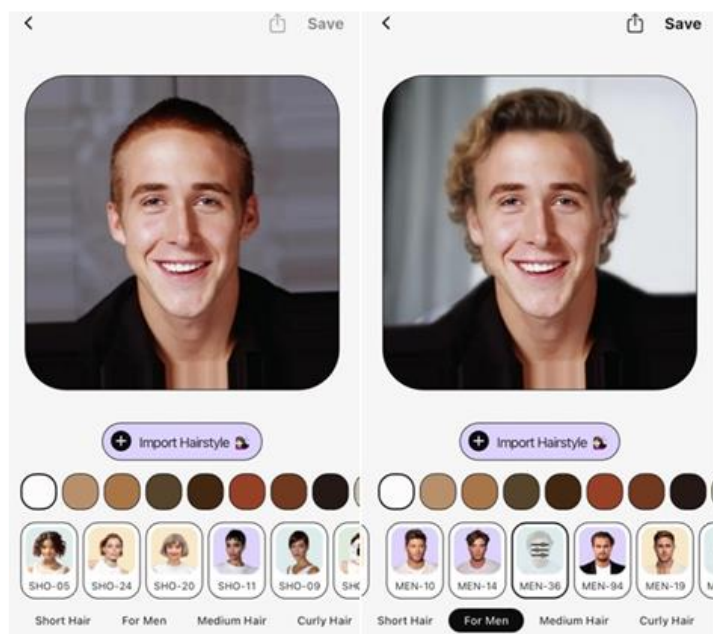 Save
Import Hairstyle
SHO-05 SHO-24 SHO-20 SHO-11 SHO-09
Short Hair For Men Medium Hair Curly Hair
Save
Import Hairstyle
MEN-10 MEN-14 MEN-36 MEN-94 MEN-19
Short Hair For Men Medium Hair Curly Hair